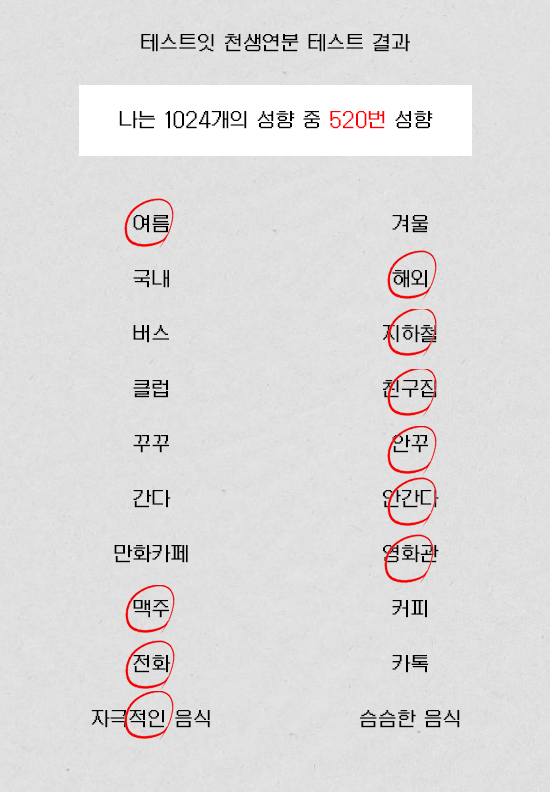 테스트잇 천생연분 테스트 결과
나는 1024개의 성향 중 520번 성향
여름 겨울
국내 해외
버스 지하철
클럽 친구집
꾸꾸 안꾸
간다 안간다
만화카페 영화관
맥주 커피
전화 카톡
자극적인 음식 슴슴한 음식